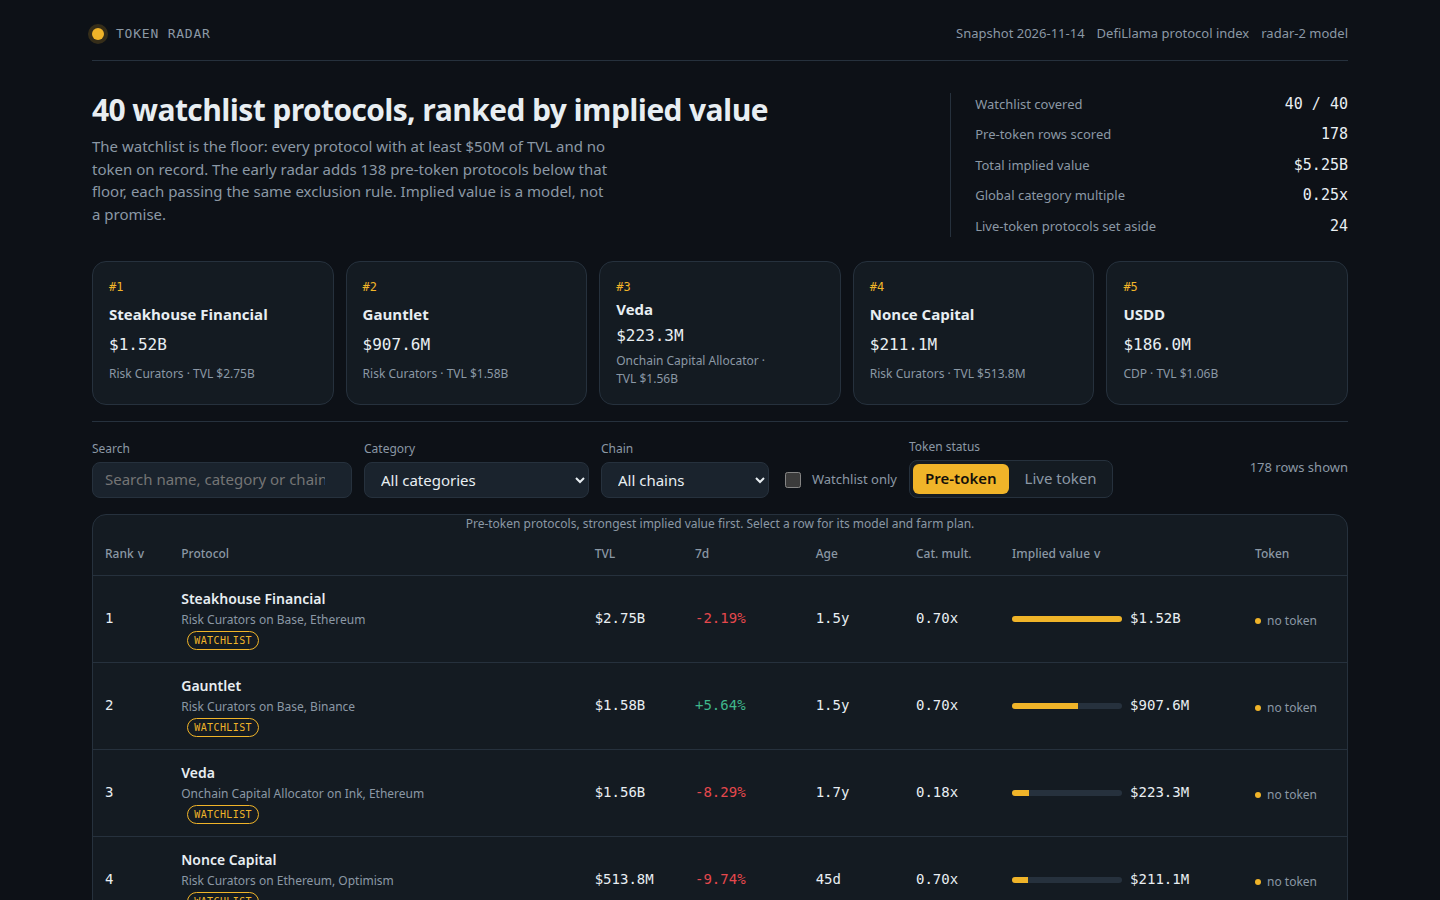 TOKEN RADAR
Snapshot 2026-11-14 DefiLlama protocol index radar-2 model
40 watchlist protocols, ranked by implied value
The watchlist is the floor: every protocol with at least $50M of TVL and no
token on record. The early radar adds 138 pre-token protocols below that
floor, each passing the same exclusion rule. Implied value is a model, not
a promise.
Watchlist covered 40 / 40
Pre-token rows scored 178
Total implied value $5.25B
Global category multiple 0.25x
Live-token protocols set aside 24
#1
Steakhouse Financial
$1.52B
Risk Curators · TVL $2.75B
#2
Gauntlet
$907.6M
Risk Curators · TVL $1.58B
#3
Veda
$223.3M
Onchain Capital Allocator ·
TVL $1.56B
#4
Nonce Capital
$211.1M
Risk Curators · TVL $513.8M
#5
USDD
$186.0M
CDP · TVL $1.06B
Search
Search name, category or chain
Category
All categories
Chain
All chains
Watchlist only
Token status
Pre-token Live token
178 rows shown
Pre-token protocols, strongest implied value first. Select a row for its model and farm plan.
Rank v Protocol TVL 7d Age Cat. mult. Implied value v Token
Steakhouse Financial
1 Risk Curators on Base, Ethereum $2.75B -2.19% 1.5y 0.70x $1.52B no token
WATCHLIST
Gauntlet
2 Risk Curators on Base, Binance $1.58B +5.64% 1.5y 0.70x $907.6M no token
WATCHLIST
Veda
3 Onchain Capital Allocator on Ink, Ethereum $1.56B -8.29% 1.7y 0.18x $223.3M no token
WATCHLIST
Nonce Capital
4 Risk Curators on Ethereum, Optimism $513.8M -9.74% 45d 0.70x $211.1M no token
WATCHLIST